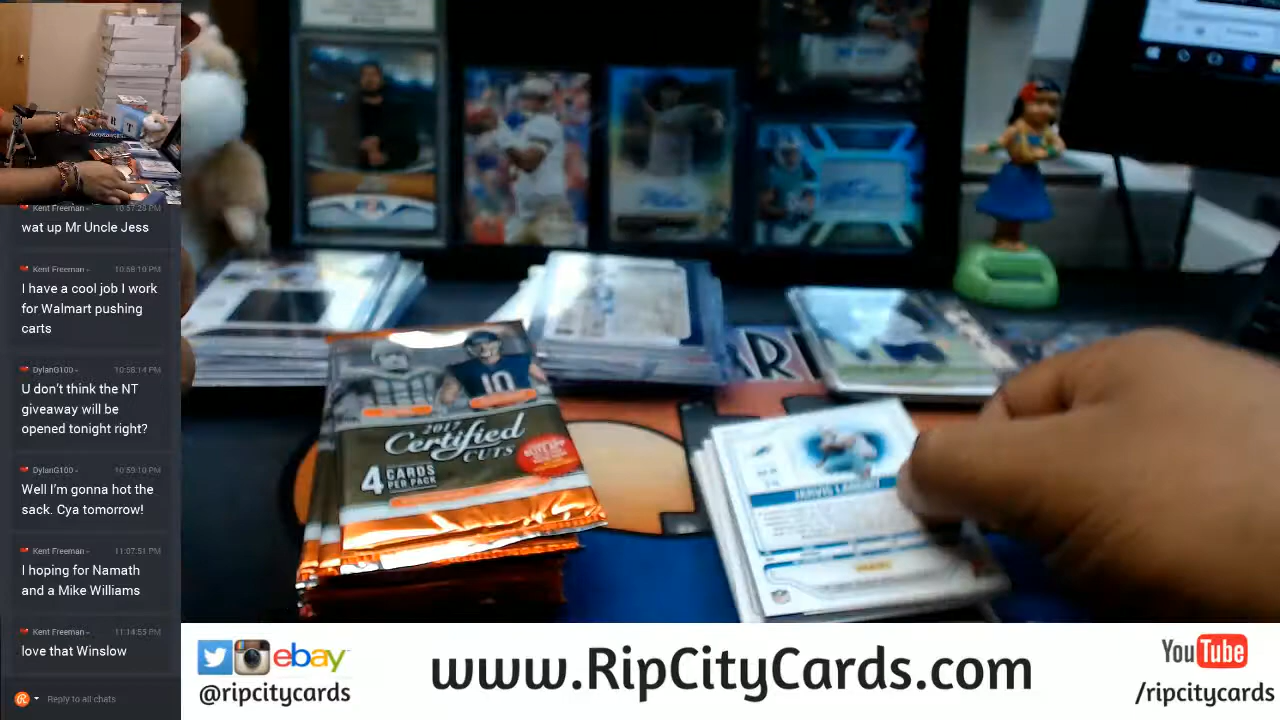 Kent Freeman - 10:57:29 PM
wat up Mr Uncle Jess
Kent Freeman - 10:58:10 PM
I have a cool job I work
for Walmart pushing
carts
DylanG100 - 10:58:14 PM
U don't think the NT
giveaway will be
opened tonight right?
DylanG100 - 10:59:10 PM
Well I'm gonna hot the
sack. Cya tomorrow!
Kent Freeman - 11:07:51 PM
I hoping for Namath
and a Mike Williams
Kent Freeman - 11:14:55 PM
love that Winslow
Reply to all chats
10
2017
Certified
CUTS
4 CARDS
PER PACK
JARVIS LANDRY
ebay
@ripcitycards
www.RipCityCards.com
YouTube
/ripcitycards